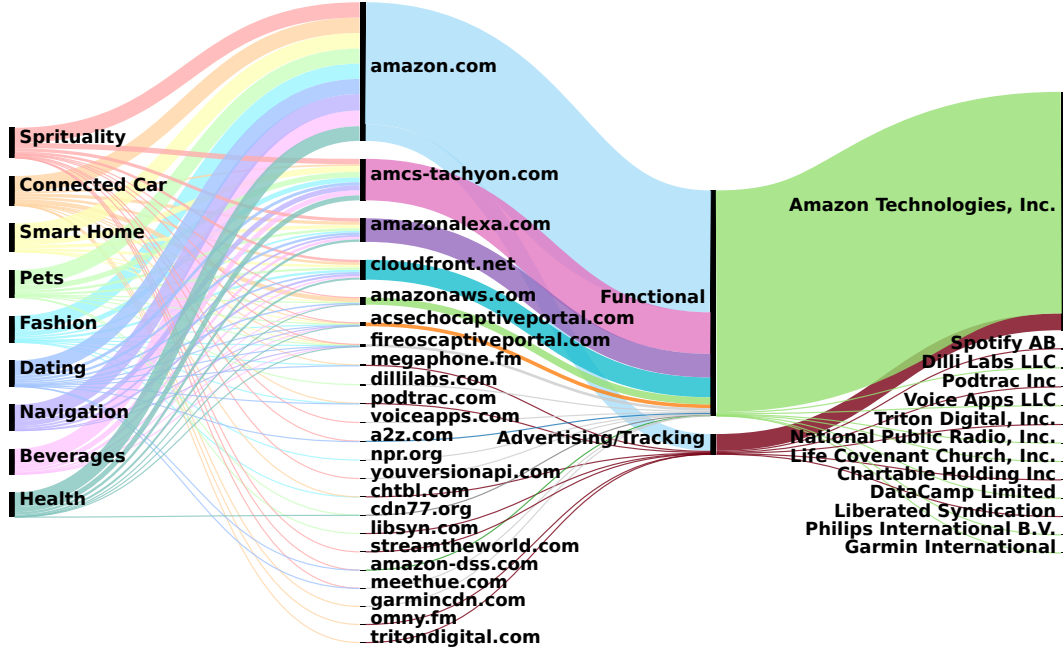 Sprituality
Connected Car
Smart Home
Pets
Fashion
Dating
Navigation
Beverages
Health
amazon.com
amcs-tachyon.com
amazonalexa.com
cloudfront.net
amazonaws.com
acsechocaptiveportal.com
fireoscaptiveportal.com
megaphone.fm
dillilabs.com
podtrac.com
voiceapps.com
a2z.com
npr.org
youversionapi.com
chtbl.com
cdn77.org
libsyn.com
streamtheworld.com
amazon-dss.com
meethue.com
garmincdn.com
omny.fm
tritondigital.com
Functional
Advertising/Tracking
Amazon Technologies, Inc.
Spotify AB
Dilli Labs LLC
Podtrac Inc
Voice Apps LLC
Triton Digital, Inc.
National Public Radio, Inc.
Life Covenant Church, Inc.
Chartable Holding Inc
DataCamp Limited
Liberated Syndication
Philips International B.V.
Garmin International